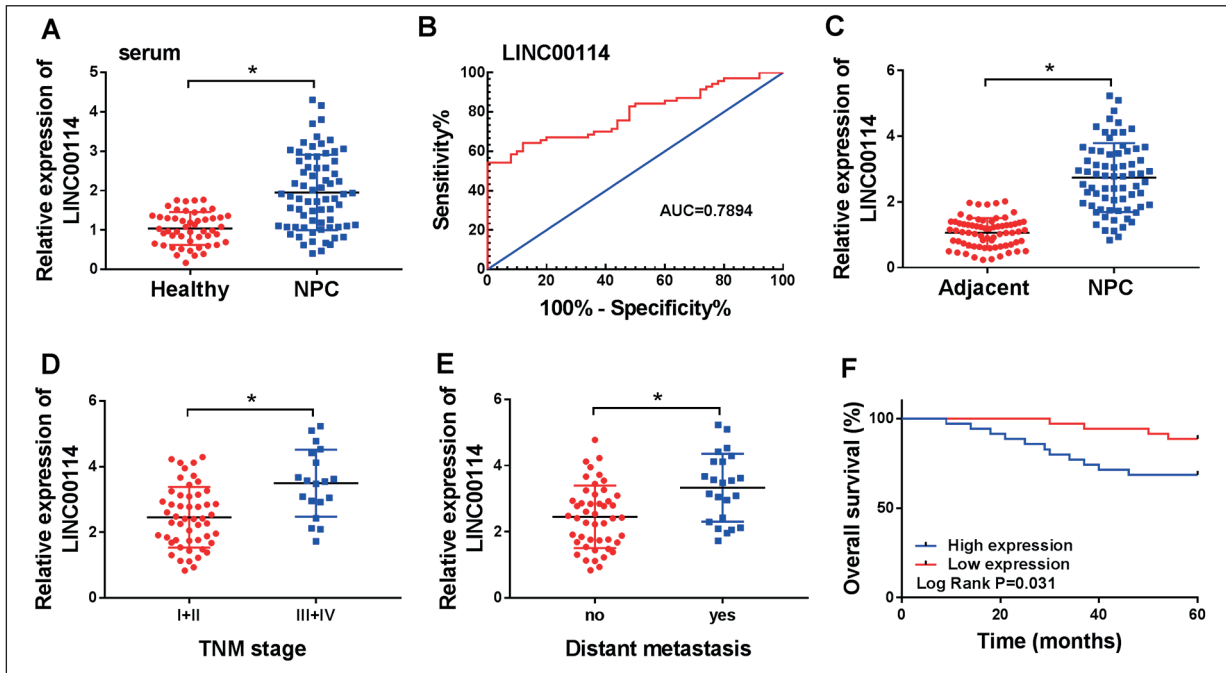 A
serum
Relative expression of
LINC00114
5
4
3
2
1
0
*
Healthy
NPC
B
LINC00114
Sensitivity%
100
80
60
40
20
0
AUC=0.7894
0
20
40
60
80
100
100% - Specificity%
C
Relative expression of
LINC00114
6
4
2
0
*
Adjacent
NPC
D
Relative expression of
LINC00114
6
4
2
0
*
I+II
III+IV
TNM stage
E
Relative expression of
LINC00114
6
4
2
0
*
no
yes
Distant metastasis
F
Overall survival (%)
100
50
0
High expression
Low expression
Log Rank P=0.031
0
20
40
60
Time (months)